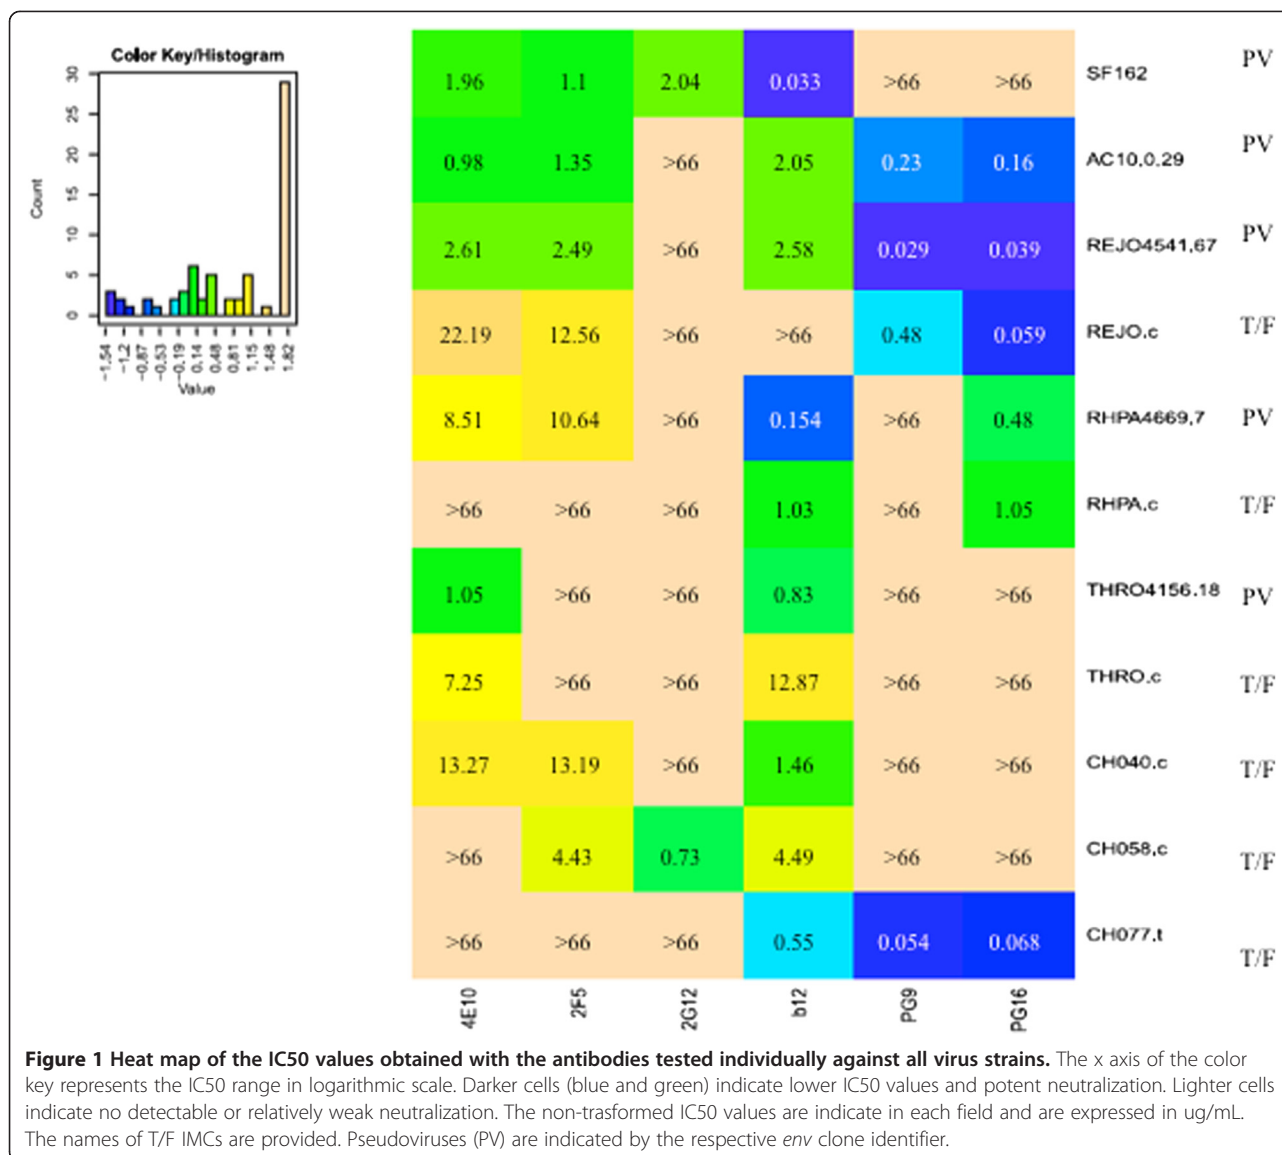 Color Key/Histogram
Count
30
25
20
15
10
5
0
-1.54
-1.2
-0.87
-0.53
-0.19
0.14
0.48
0.81
1.15
1.48
1.82
Value
1.96 1.1 2.04 0.033 >66 >66 SF162 PV
0.98 1.35 >66 2.05 0.23 0.16 AC10.0.29 PV
2.61 2.49 >66 2.58 0.029 0.039 REJO4541.67 PV
22.19 12.56 >66 >66 0.48 0.059 REJO.c T/F
8.51 10.64 >66 0.154 >66 0.48 RHPA4669.7 PV
>66 >66 >66 1.03 >66 1.05 RHPA.c T/F
1.05 >66 >66 0.83 >66 >66 THRO4156.18 PV
7.25 >66 >66 12.87 >66 >66 THRO.c T/F
13.27 13.19 >66 1.46 >66 >66 CH040.c T/F
>66 4.43 0.73 4.49 >66 >66 CH058.c T/F
>66 >66 >66 0.55 0.054 0.068 CH077.t T/F
4E10 2F5 2G12 b12 PG9 PG16
Figure 1 Heat map of the IC50 values obtained with the antibodies tested individually against all virus strains. The x axis of the color
key represents the IC50 range in logarithmic scale. Darker cells (blue and green) indicate lower IC50 values and potent neutralization. Lighter cells
indicate no detectable or relatively weak neutralization. The non-trasformed IC50 values are indicate in each field and are expressed in ug/mL.
The names of T/F IMCs are provided. Pseudoviruses (PV) are indicated by the respective env clone identifier.